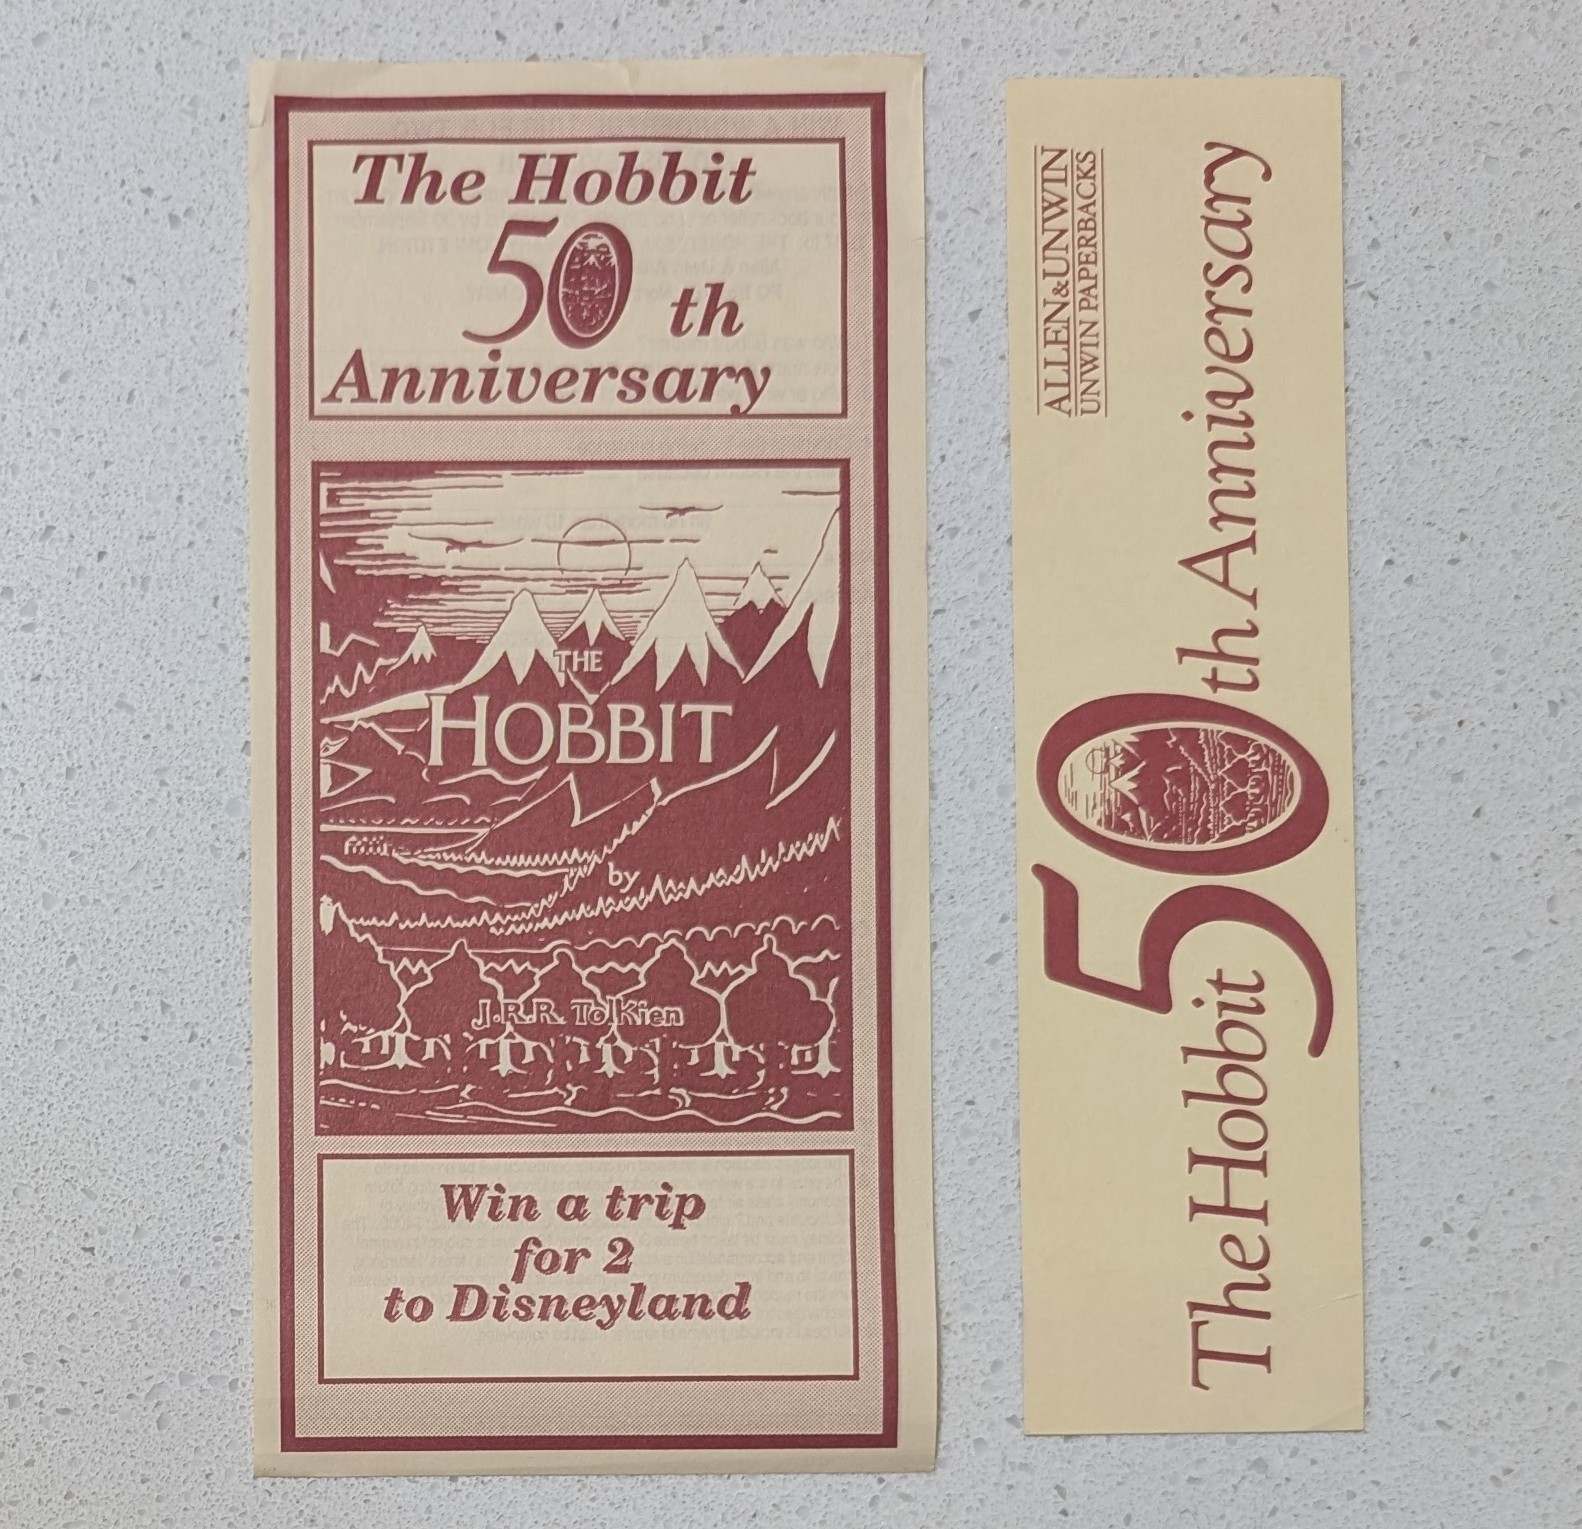 The Hobbit
50 th
Anniversary
THE
HOBBIT
by
J.R.R. Tolkien
Win a trip
for 2
to Disneyland
ALLEN & UNWIN
UNWIN PAPERBACKS
The Hobbit 50th Anniversary